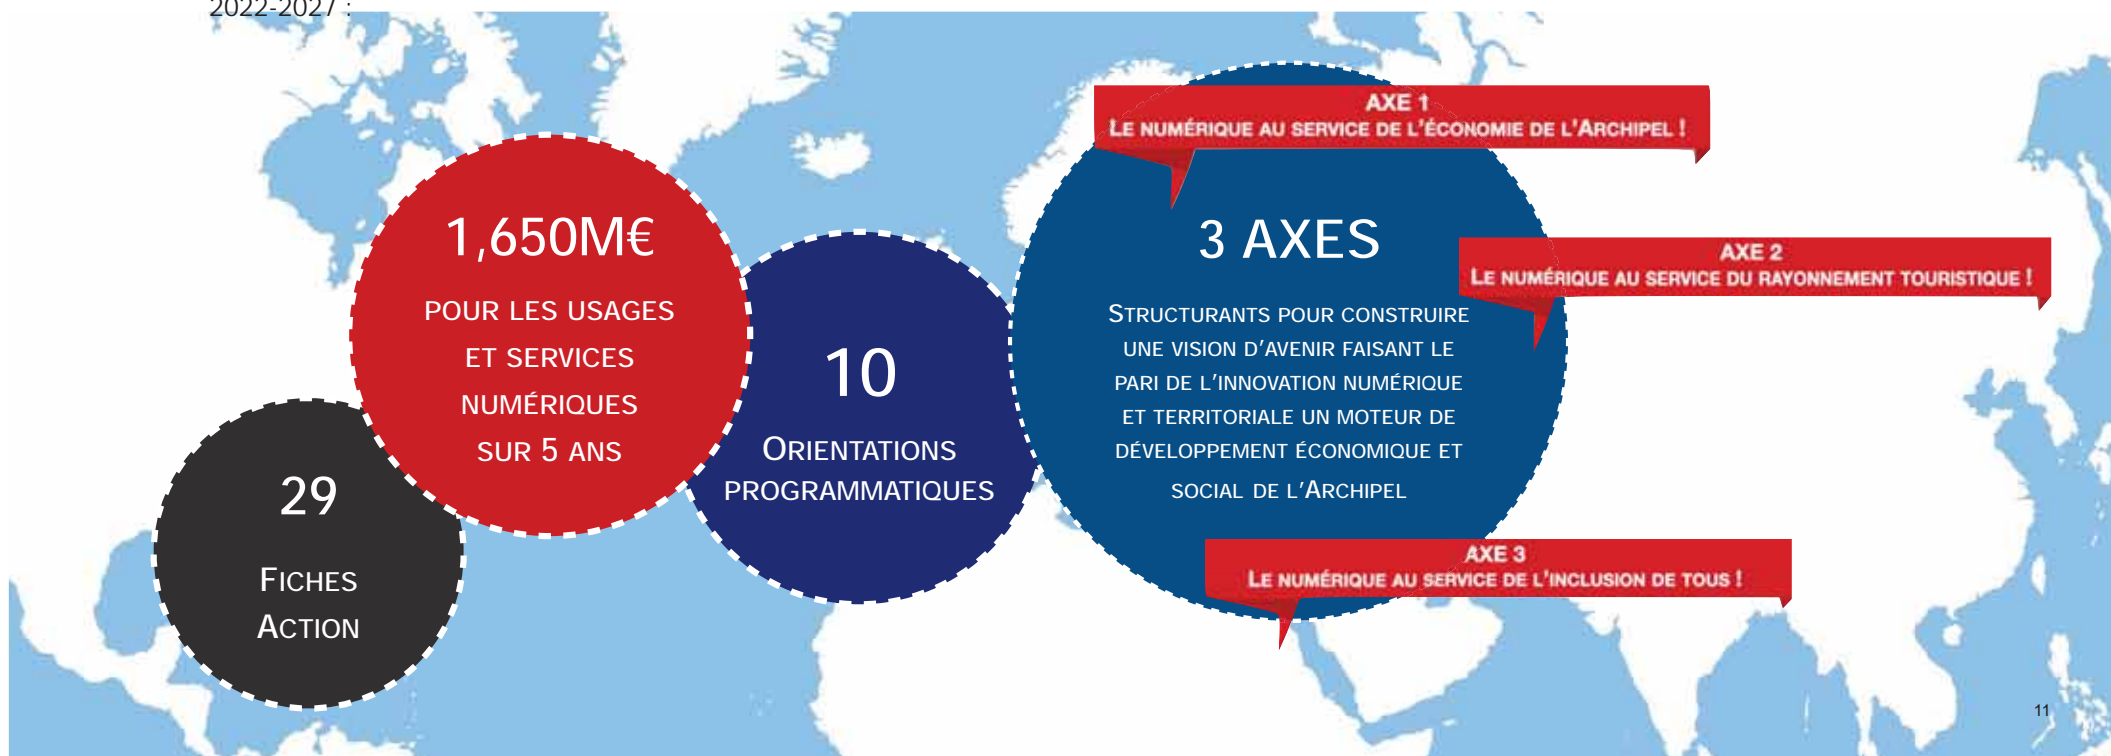 2022-2027 :
1,650M€
POUR LES USAGES
ET SERVICES
NUMÉRIQUES
SUR 5 ANS
29
FICHES
ACTION
10
ORIENTATIONS
PROGRAMMATIQUES
3 AXES
STRUCTURANTS POUR CONSTRUIRE
UNE VISION D'AVENIR FAISANT LE
PARI DE L'INNOVATION NUMÉRIQUE
ET TERRITORIALE UN MOTEUR DE
DÉVELOPPEMENT ÉCONOMIQUE ET
SOCIAL DE L'ARCHIPEL
AXE 1
LE NUMÉRIQUE AU SERVICE DE L'ÉCONOMIE DE L'ARCHIPEL !
AXE 2
LE NUMÉRIQUE AU SERVICE DU RAYONNEMENT TOURISTIQUE !
AXE 3
LE NUMÉRIQUE AU SERVICE DE L'INCLUSION DE TOUS !
11